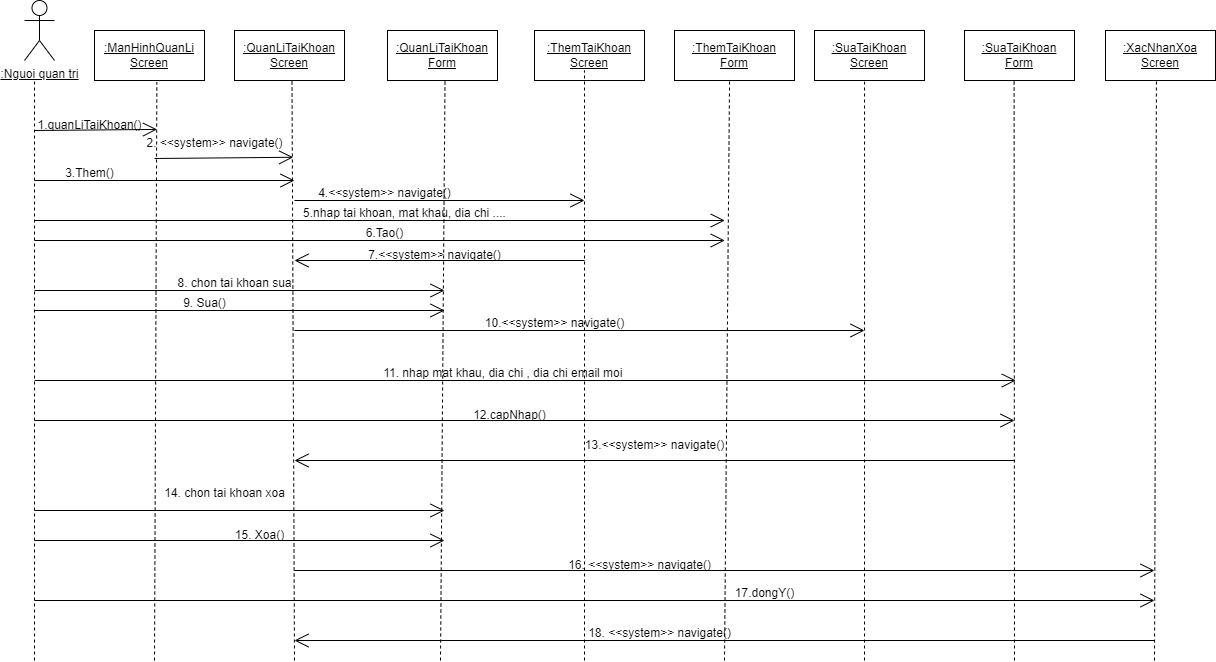 :Nguoi quan tri
:ManHinhQuanLi
Screen
:QuanLiTaiKhoan
Screen
:QuanLiTaiKhoan
Form
:ThemTaiKhoan
Screen
:ThemTaiKhoan
Form
:SuaTaiKhoan
Screen
:SuaTaiKhoan
Form
:XacNhanXoa
Screen
1.quanLiTaiKhoan()
2. <<system>> navigate()
3.Them()
4.<<system>> navigate()
5.nhap tai khoan, mat khau, dia chi ....
6.Tao()
7.<<system>> navigate()
8. chon tai khoan sua
9. Sua()
10.<<system>> navigate()
11. nhap mat khau, dia chi , dia chi email moi
12.capNhap()
13.<<system>> navigate()
14. chon tai khoan xoa
15. Xoa()
16. <<system>> navigate()
17.dongY()
18. <<system>> navigate()